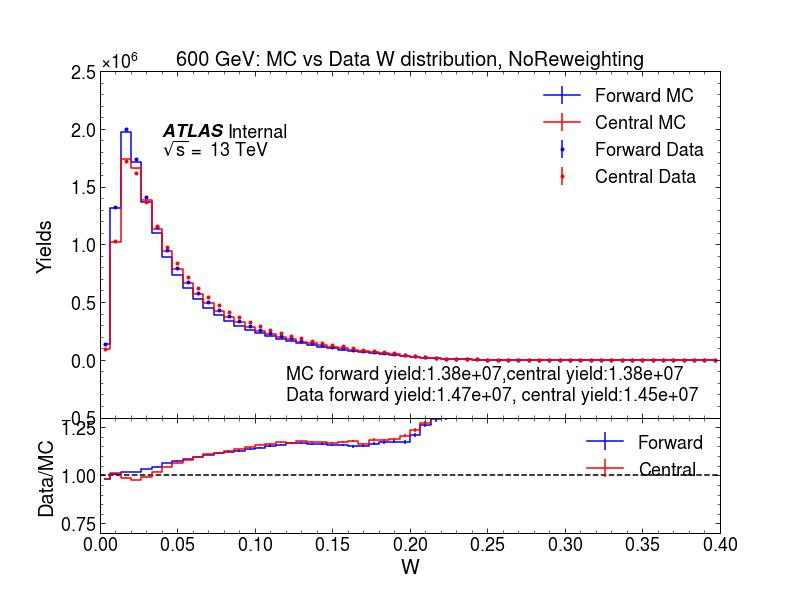 600 GeV: MC vs Data W distribution, NoReweighting
×10⁶
2.5
2.0
1.5
1.0
0.5
0.0
0.5
Yields
ATLAS Internal
√s = 13 TeV
Forward MC
Central MC
Forward Data
Central Data
MC forward yield:1.38e+07,central yield:1.38e+07
Data forward yield:1.47e+07, central yield:1.45e+07
1.25
1.00
0.75
Data/MC
Forward
Central
0.00 0.05 0.10 0.15 0.20 0.25 0.30 0.35 0.40
W